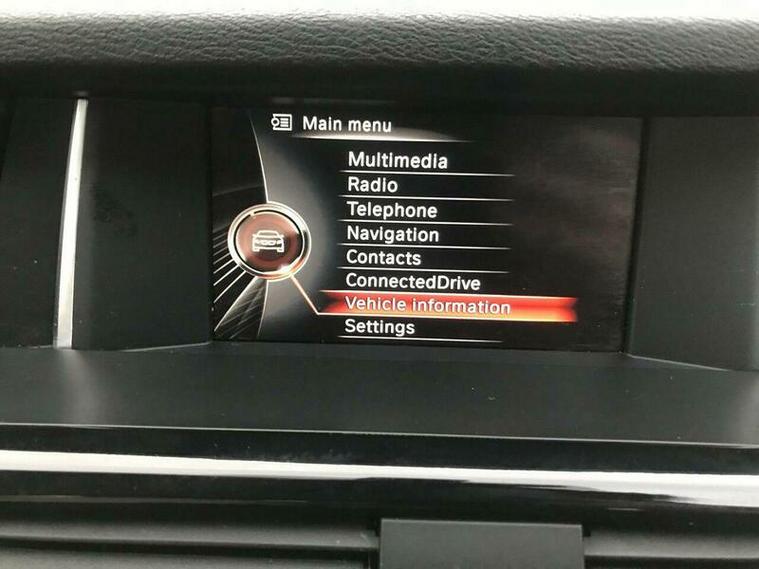 Main menu
Multimedia
Radio
Telephone
Navigation
Contacts
ConnectedDrive
Vehicle information
Settings